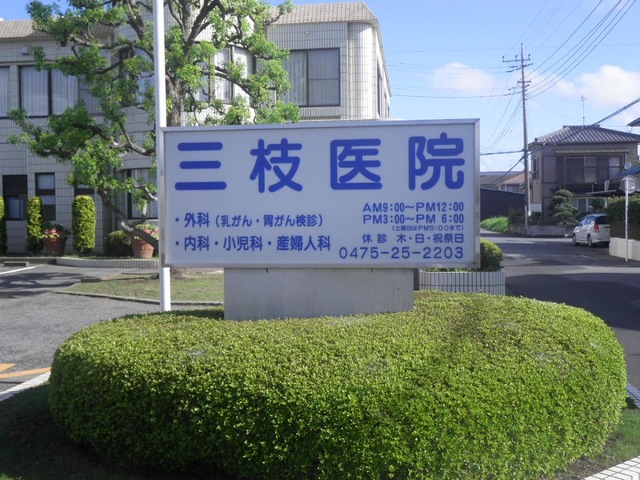 三枝医院
・外科（乳がん・胃がん検診）
・内科・小児科・産婦人科
AM9:00～PM12:00
PM3:00～PM 6:00
（土曜日はPM5:00まで）
休診 木・日・祝祭日
0475-25-2203